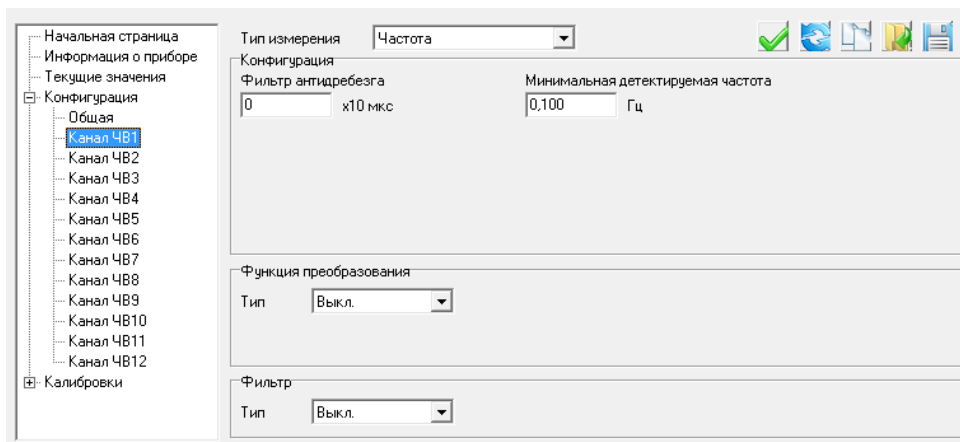 Начальная страница
Информация о приборе
Текущие значения
Конфигурация
Общая
Канал ЧВ1
Канал ЧВ2
Канал ЧВ3
Канал ЧВ4
Канал ЧВ5
Канал ЧВ6
Канал ЧВ7
Канал ЧВ8
Канал ЧВ9
Канал ЧВ10
Канал ЧВ11
Канал ЧВ12
Калибровки
Тип измерения Частота
Конфигурация
Фильтр антидребезга Минимальная детектируемая частота
0 x10 мкс 0,100 Гц
Функция преобразования
Тип Выкл.
Фильтр
Тип Выкл.